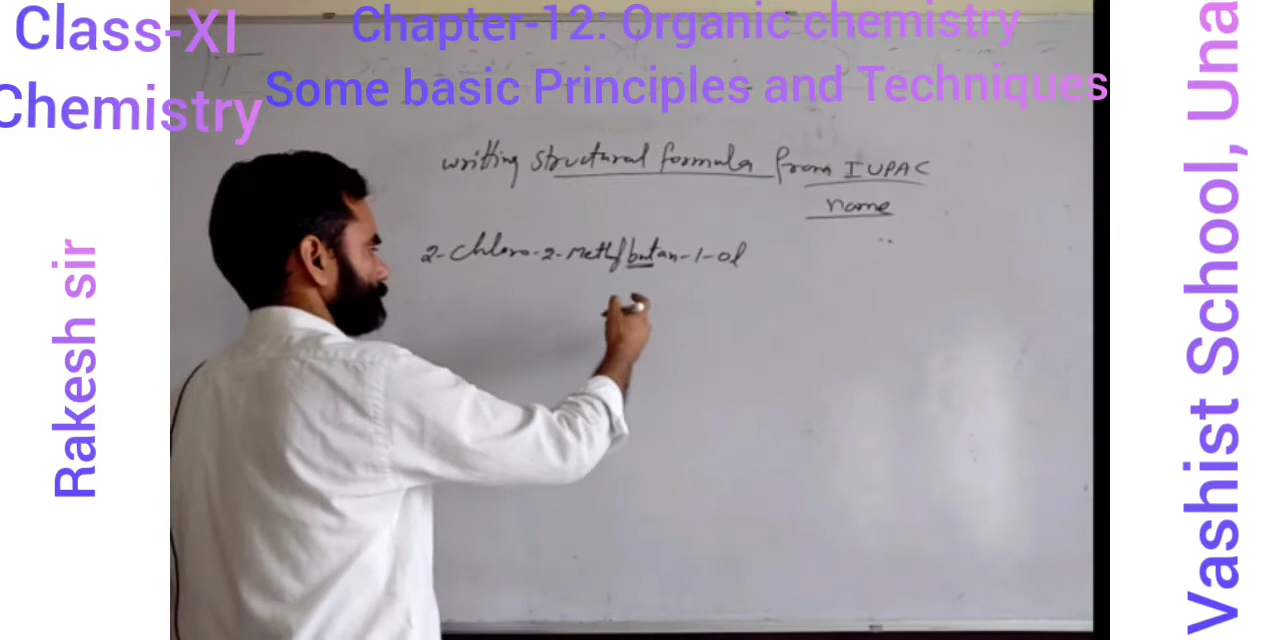 Class-XI
Chemistry
Chapter-12: Organic chemistry
Some basic Principles and Techniques
writting structural formula from IUPAC
name
2-chloro-2-Methylbutan-1-ol
Rakesh sir
Vashist School, Una